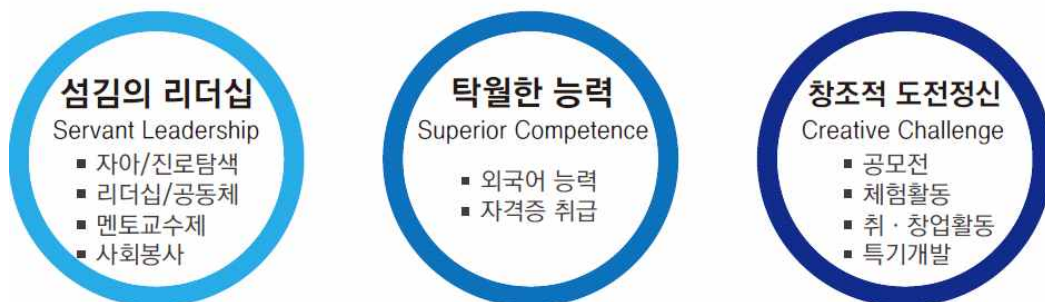 섬김의 리더십
Servant Leadership
▪ 자아/진로탐색
▪ 리더십/공동체
▪ 멘토교수제
▪ 사회봉사
탁월한 능력
Superior Competence
▪ 외국어 능력
▪ 자격증 취급
창조적 도전정신
Creative Challenge
▪ 공모전
▪ 체험활동
▪ 취 · 창업활동
▪ 특기개발